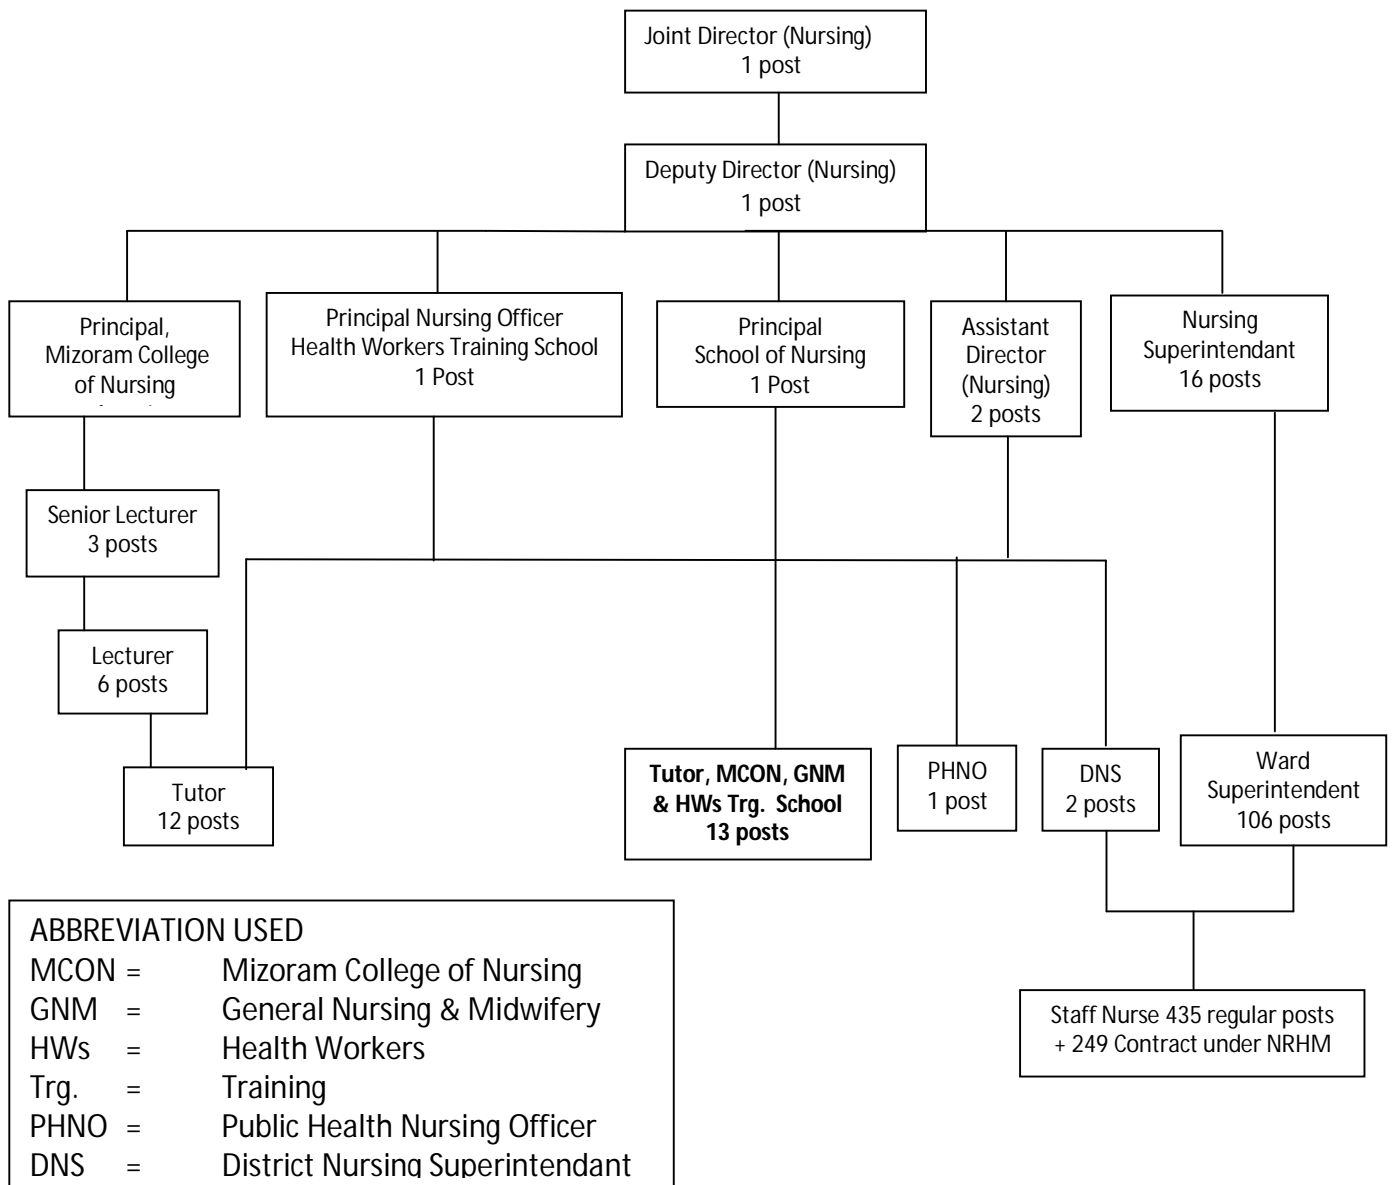 Joint Director (Nursing)
1 post
Deputy Director (Nursing)
1 post
Principal,
Mizoram College
of Nursing
Principal Nursing Officer
Health Workers Training School
1 Post
Principal
School of Nursing
1 Post
Assistant
Director
(Nursing)
2 posts
Nursing
Superintendant
16 posts
Senior Lecturer
3 posts
Lecturer
6 posts
Tutor
12 posts
Tutor, MCON, GNM
& HWs Trg. School
13 posts
PHNO
1 post
DNS
2 posts
Ward
Superintendent
106 posts
Staff Nurse 435 regular posts
+ 249 Contract under NRHM
ABBREVIATION USED
MCON = Mizoram College of Nursing
GNM = General Nursing & Midwifery
HWs = Health Workers
Trg. = Training
PHNO = Public Health Nursing Officer
DNS = District Nursing Superintendant